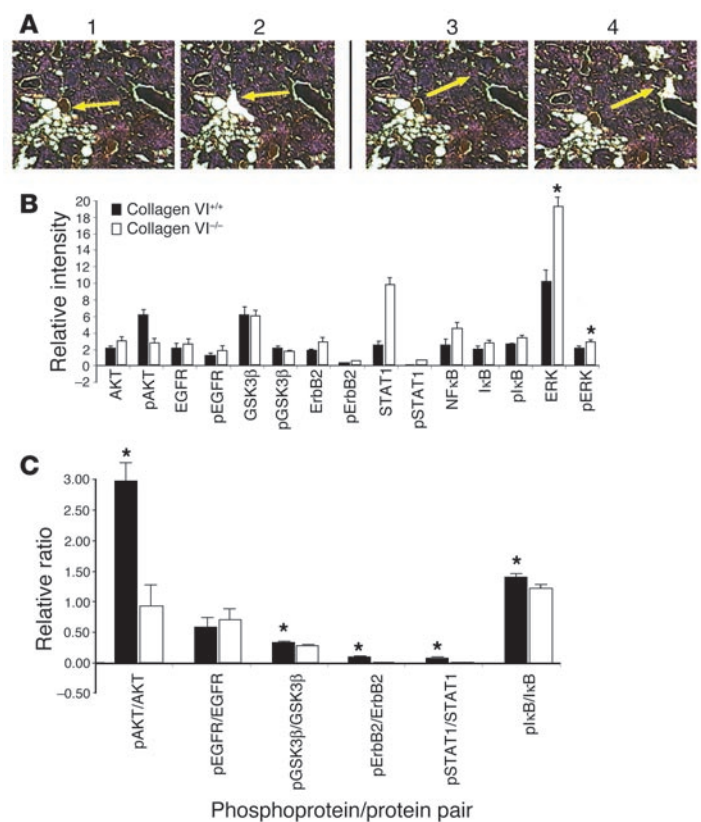 A
1 2 3 4
B
Collagen VI+/+
Collagen VI−/−
Relative intensity
20
18
16
14
12
10
8
6
4
2
0
−2
*
*
AKT
pAKT
EGFR
pEGFR
GSK3β
pGSK3β
ErbB2
pErbB2
STAT1
pSTAT1
NFκB
IκB
pIκB
ERK
pERK
C
Relative ratio
3.00
2.50
1.50
1.00
0.50
0.00
−0.50
*
*
*
*
*
pAKT/AKT
pEGFR/EGFR
pGSK3β/GSK3β
pErbB2/ErbB2
pSTAT1/STAT1
pIκB/IκB
Phosphoprotein/protein pair